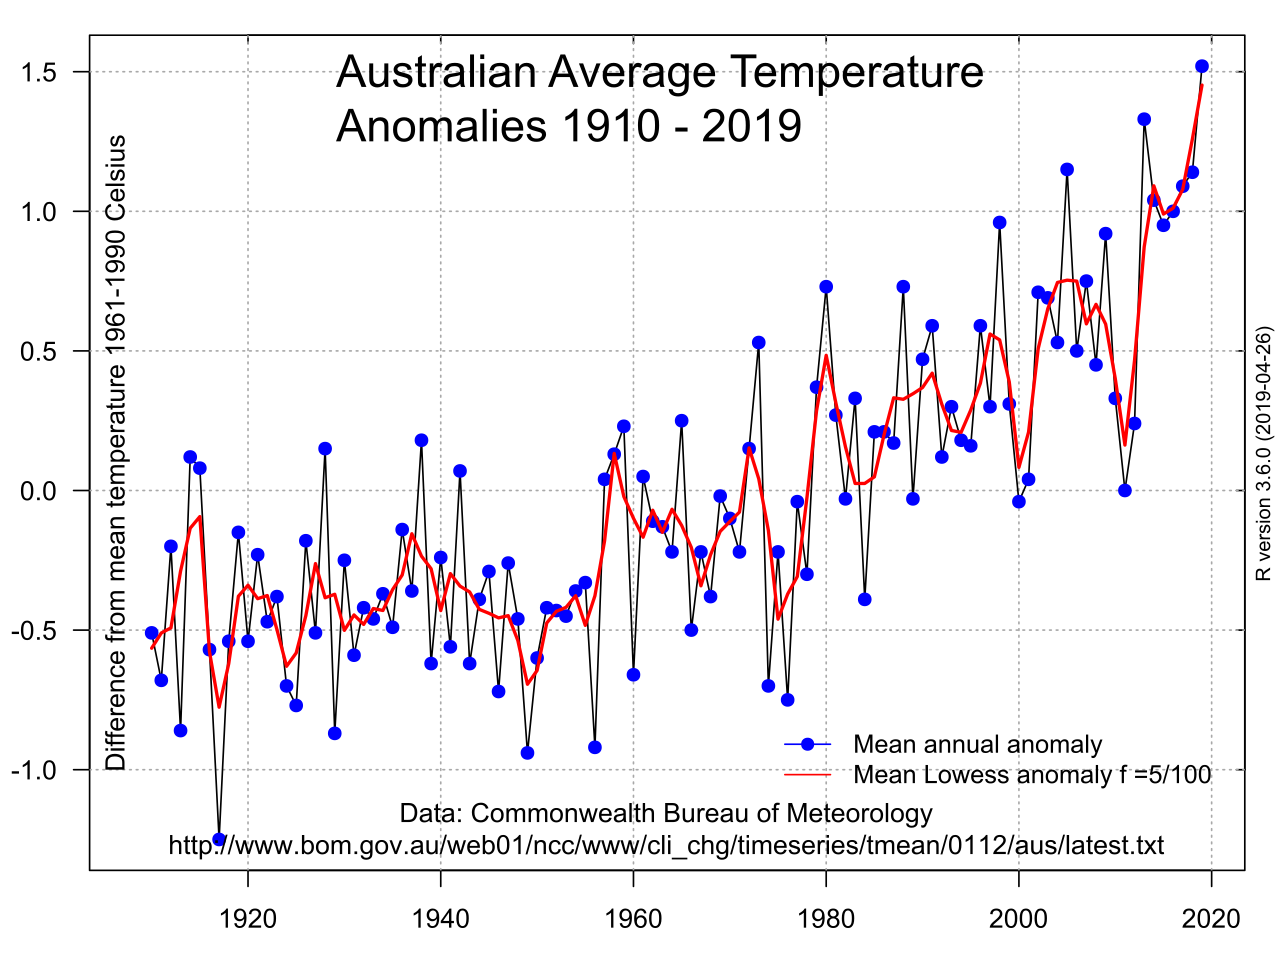 Australian Average Temperature
Anomalies 1910 - 2019
Difference from mean temperature 1961-1990 Celsius
1.5
1.0
0.5
0.0
-0.5
-1.0
R version 3.6.0 (2019-04-26)
Mean annual anomaly
Mean Lowess anomaly f =5/100
Data: Commonwealth Bureau of Meteorology
http://www.bom.gov.au/web01/ncc/www/cli_chg/timeseries/tmean/0112/aus/latest.txt
1920 1940 1960 1980 2000 2020